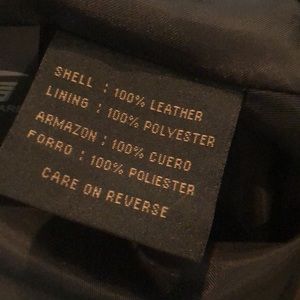 SHELL : 100% LEATHER
LINING : 100% POLYESTER
ARMAZON : 100% CUERO
FORRO : 100% POLIESTER
CARE ON REVERSE